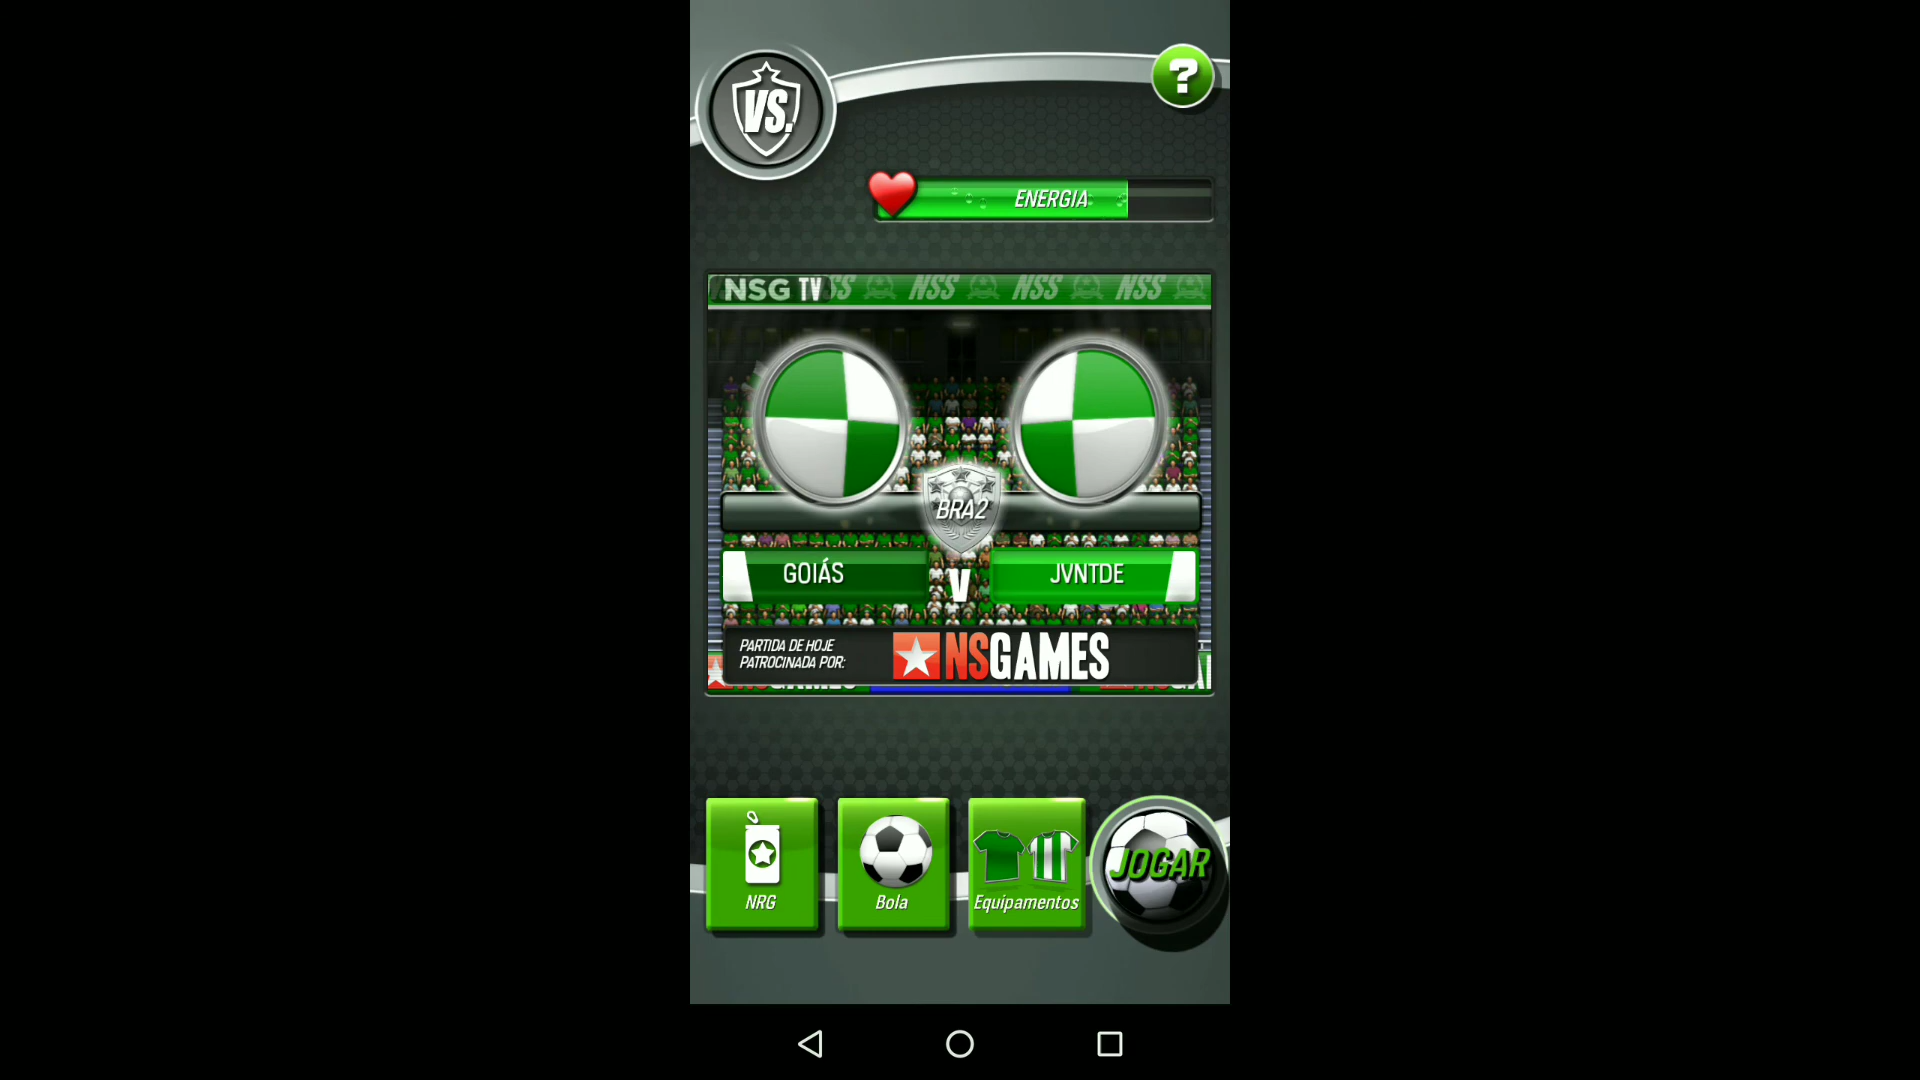 VS.
?
ENERGIA
NSG TV SS NSS NSS NSS
BRA2
GOIÁS V JVNTDE
PARTIDA DE HOJE
PATROCINADA POR:
NSGAMES
NRG
Bola
Equipamentos
JOGAR